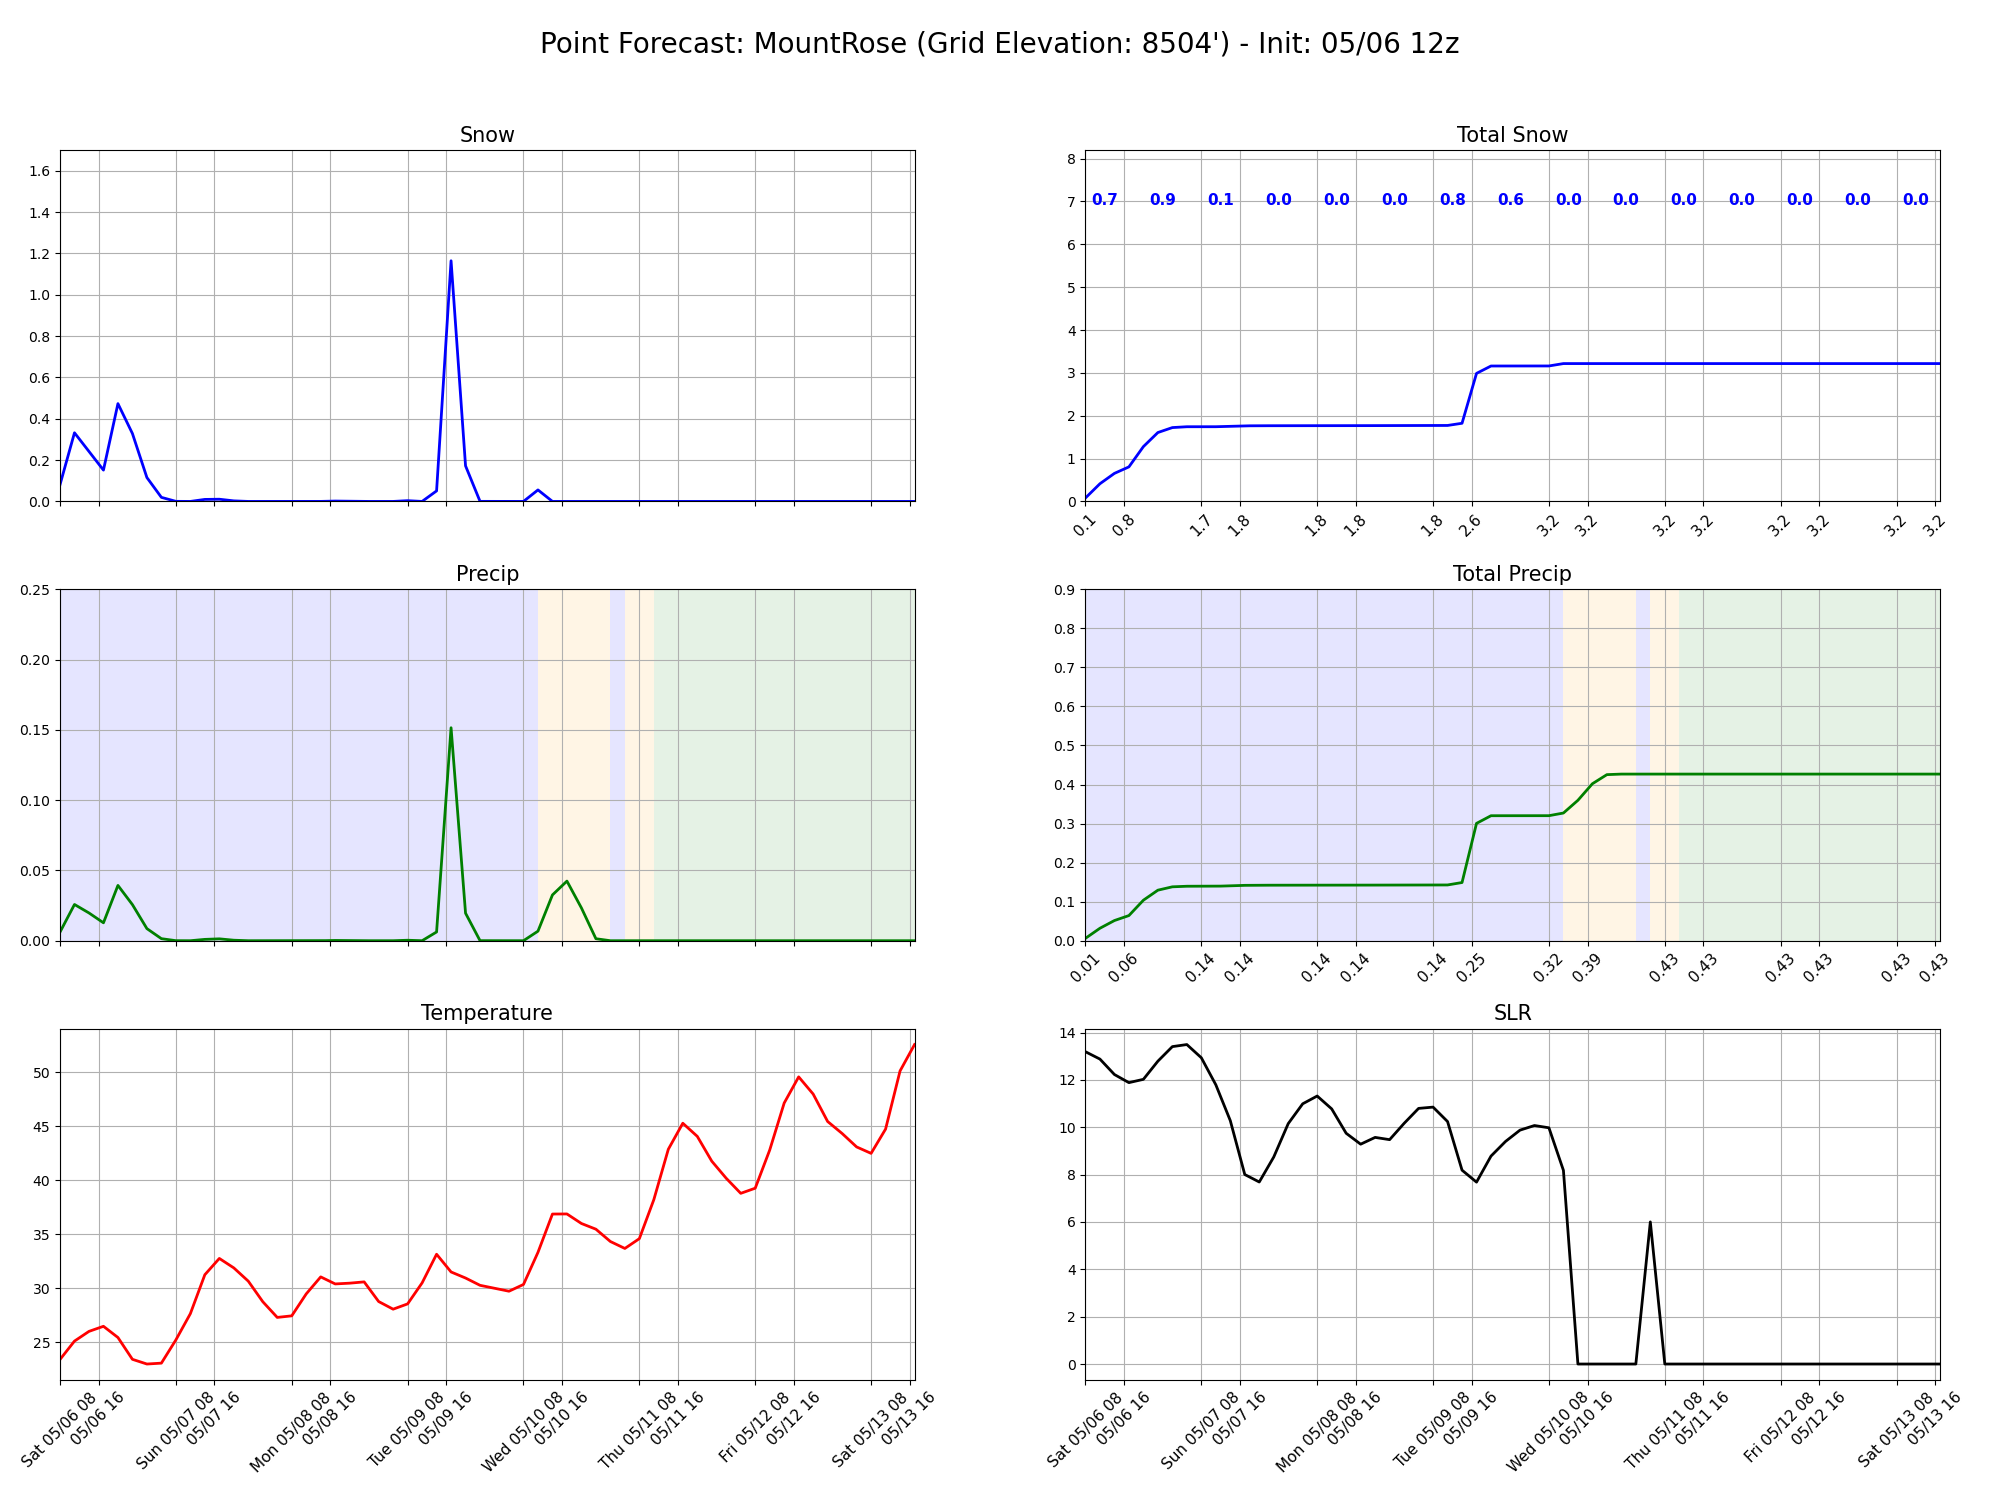 Point Forecast: MountRose (Grid Elevation: 8504') - Init: 05/06 12z
Snow
1.6
1.4
1.2
1.0
0.8
0.6
0.4
0.2
0.0
Total Snow
8
7
6
5
4
3
2
1
0
0.7 0.9 0.1 0.0 0.0 0.0 0.8 0.6 0.0 0.0 0.0 0.0 0.0 0.0 0.0
0.1 0.8 1.7 1.8 1.8 1.8 1.8 2.6 3.2 3.2 3.2 3.2 3.2 3.2 3.2 3.2
Precip
0.25
0.20
0.15
0.10
0.05
0.00
Total Precip
0.9
0.8
0.7
0.6
0.5
0.4
0.3
0.2
0.1
0.0
0.01 0.06 0.14 0.14 0.14 0.14 0.14 0.25 0.32 0.39 0.43 0.43 0.43 0.43 0.43 0.43
Temperature
50
45
40
35
30
25
Sat 05/06 08
05/06 16
Sun 05/07 08
05/07 16
Mon 05/08 08
05/08 16
Tue 05/09 08
05/09 16
Wed 05/10 08
05/10 16
Thu 05/11 08
05/11 16
Fri 05/12 08
05/12 16
Sat 05/13 08
05/13 16
SLR
14
12
10
8
6
4
2
0
Sat 05/06 08
05/06 16
Sun 05/07 08
05/07 16
Mon 05/08 08
05/08 16
Tue 05/09 08
05/09 16
Wed 05/10 08
05/10 16
Thu 05/11 08
05/11 16
Fri 05/12 08
05/12 16
Sat 05/13 08
05/13 16